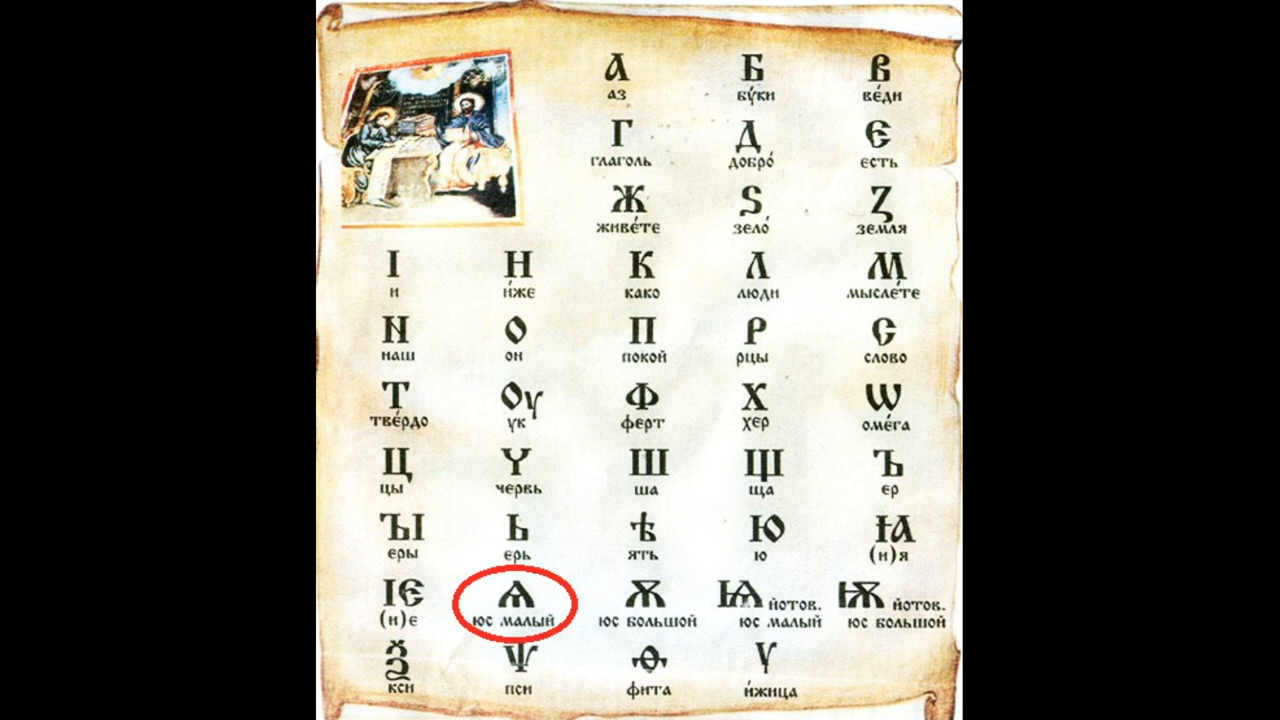 А Б В
аз бу́ки ве́ди
Г Д Є
глаголь добро́ єсть
Ж Ѕ Ꙁ
живе́те зело́ земля
І Н К Л М
и и́же како люди мысле́те
N О П Р С
наш он покой рцы слово
Т Оу Ф Х Ѡ
тве́рдо ук ферт хер оме́га
Ц Ч Ш Щ Ъ
цы червь ша ща ер
ЪІ Ь Ѣ Ю Ꙗ
еры ерь ять ю (и)я
Ѥ Ѧ Ѫ Ѩ йотов. Ѭ йотов.
(и)є юс малый юс большой юс малый юс большой
Ѯ Ѱ Ѳ Ѵ
кси пси фита и́жица